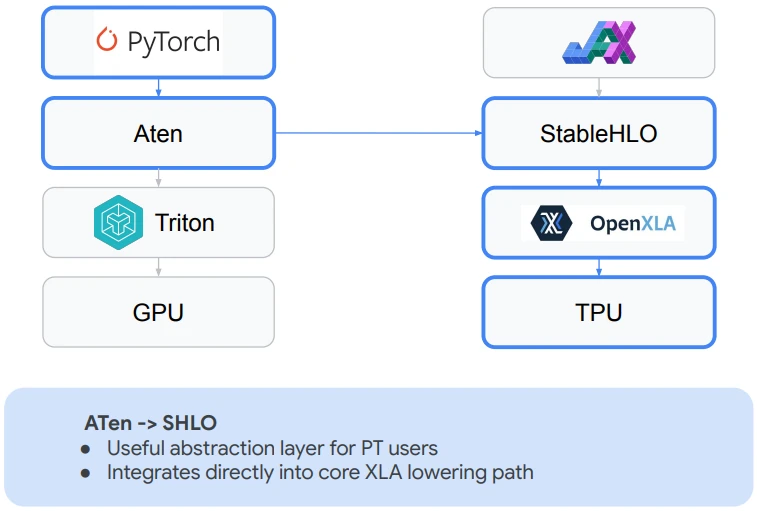 PyTorch
JAX
Aten
StableHLO
Triton
OpenXLA
GPU
TPU
ATen -> SHLO
● Useful abstraction layer for PT users
● Integrates directly into core XLA lowering path